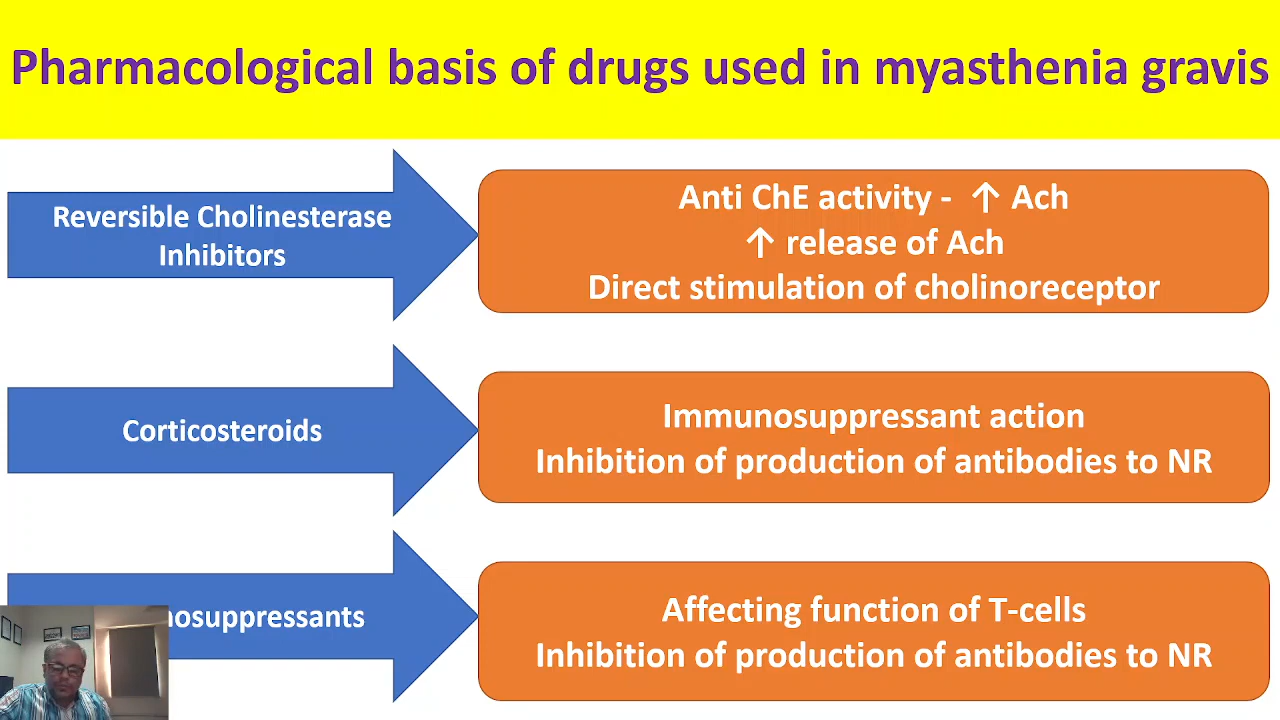 Pharmacological basis of drugs used in myasthenia gravis
Reversible Cholinesterase
Inhibitors
Anti ChE activity - ↑ Ach
↑ release of Ach
Direct stimulation of cholinoreceptor
Corticosteroids
Immunosuppressant action
Inhibition of production of antibodies to NR
nosuppressants
Affecting function of T-cells
Inhibition of production of antibodies to NR